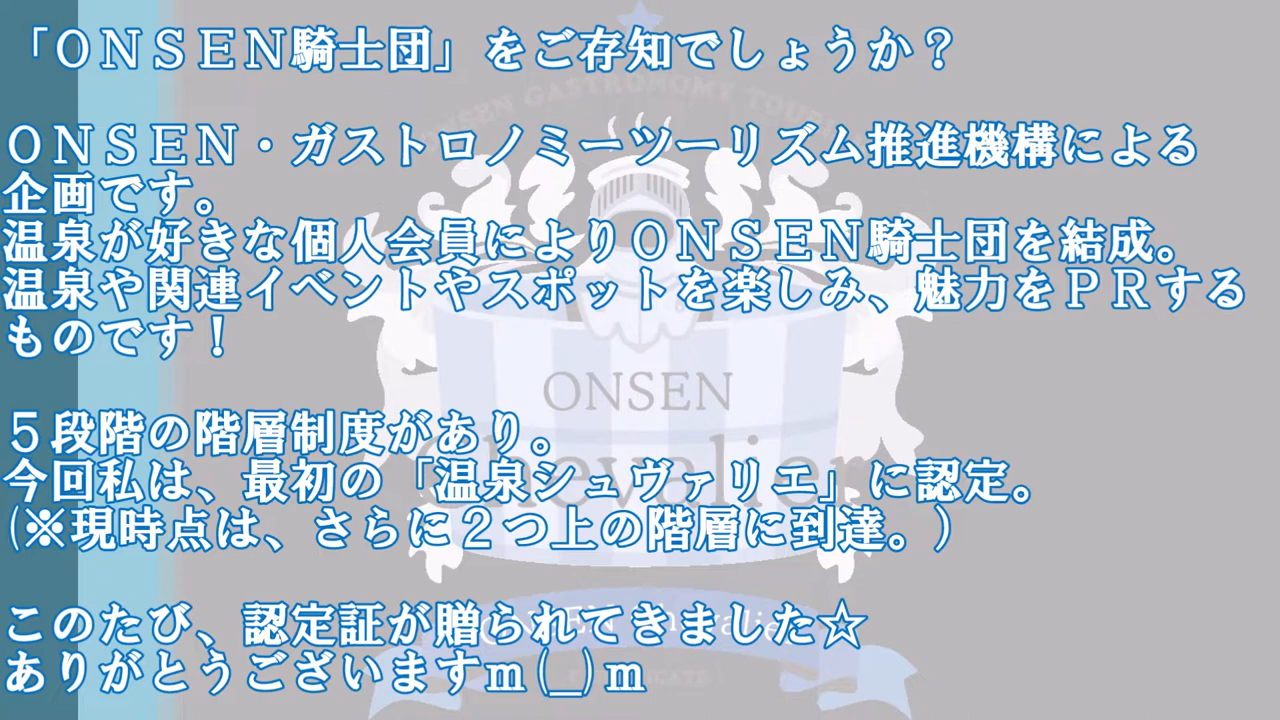 「ＯＮＳＥＮ騎士団」をご存知でしょうか？
ＯＮＳＥＮ・ガストロノミーツーリズム推進機構による
企画です。
温泉が好きな個人会員によりＯＮＳＥＮ騎士団を結成。
温泉や関連イベントやスポットを楽しみ、魅力をＰＲする
ものです！
５段階の階層制度があり。
今回私は、最初の「温泉シュヴァリエ」に認定。
(※現時点は、さらに２つ上の階層に到達。)
このたび、認定証が贈られてきました☆
ありがとうございますm(_)m
ONSEN GASTRONOMY TOURISM
ONSEN
Chevalier
ONSEN Chevalier